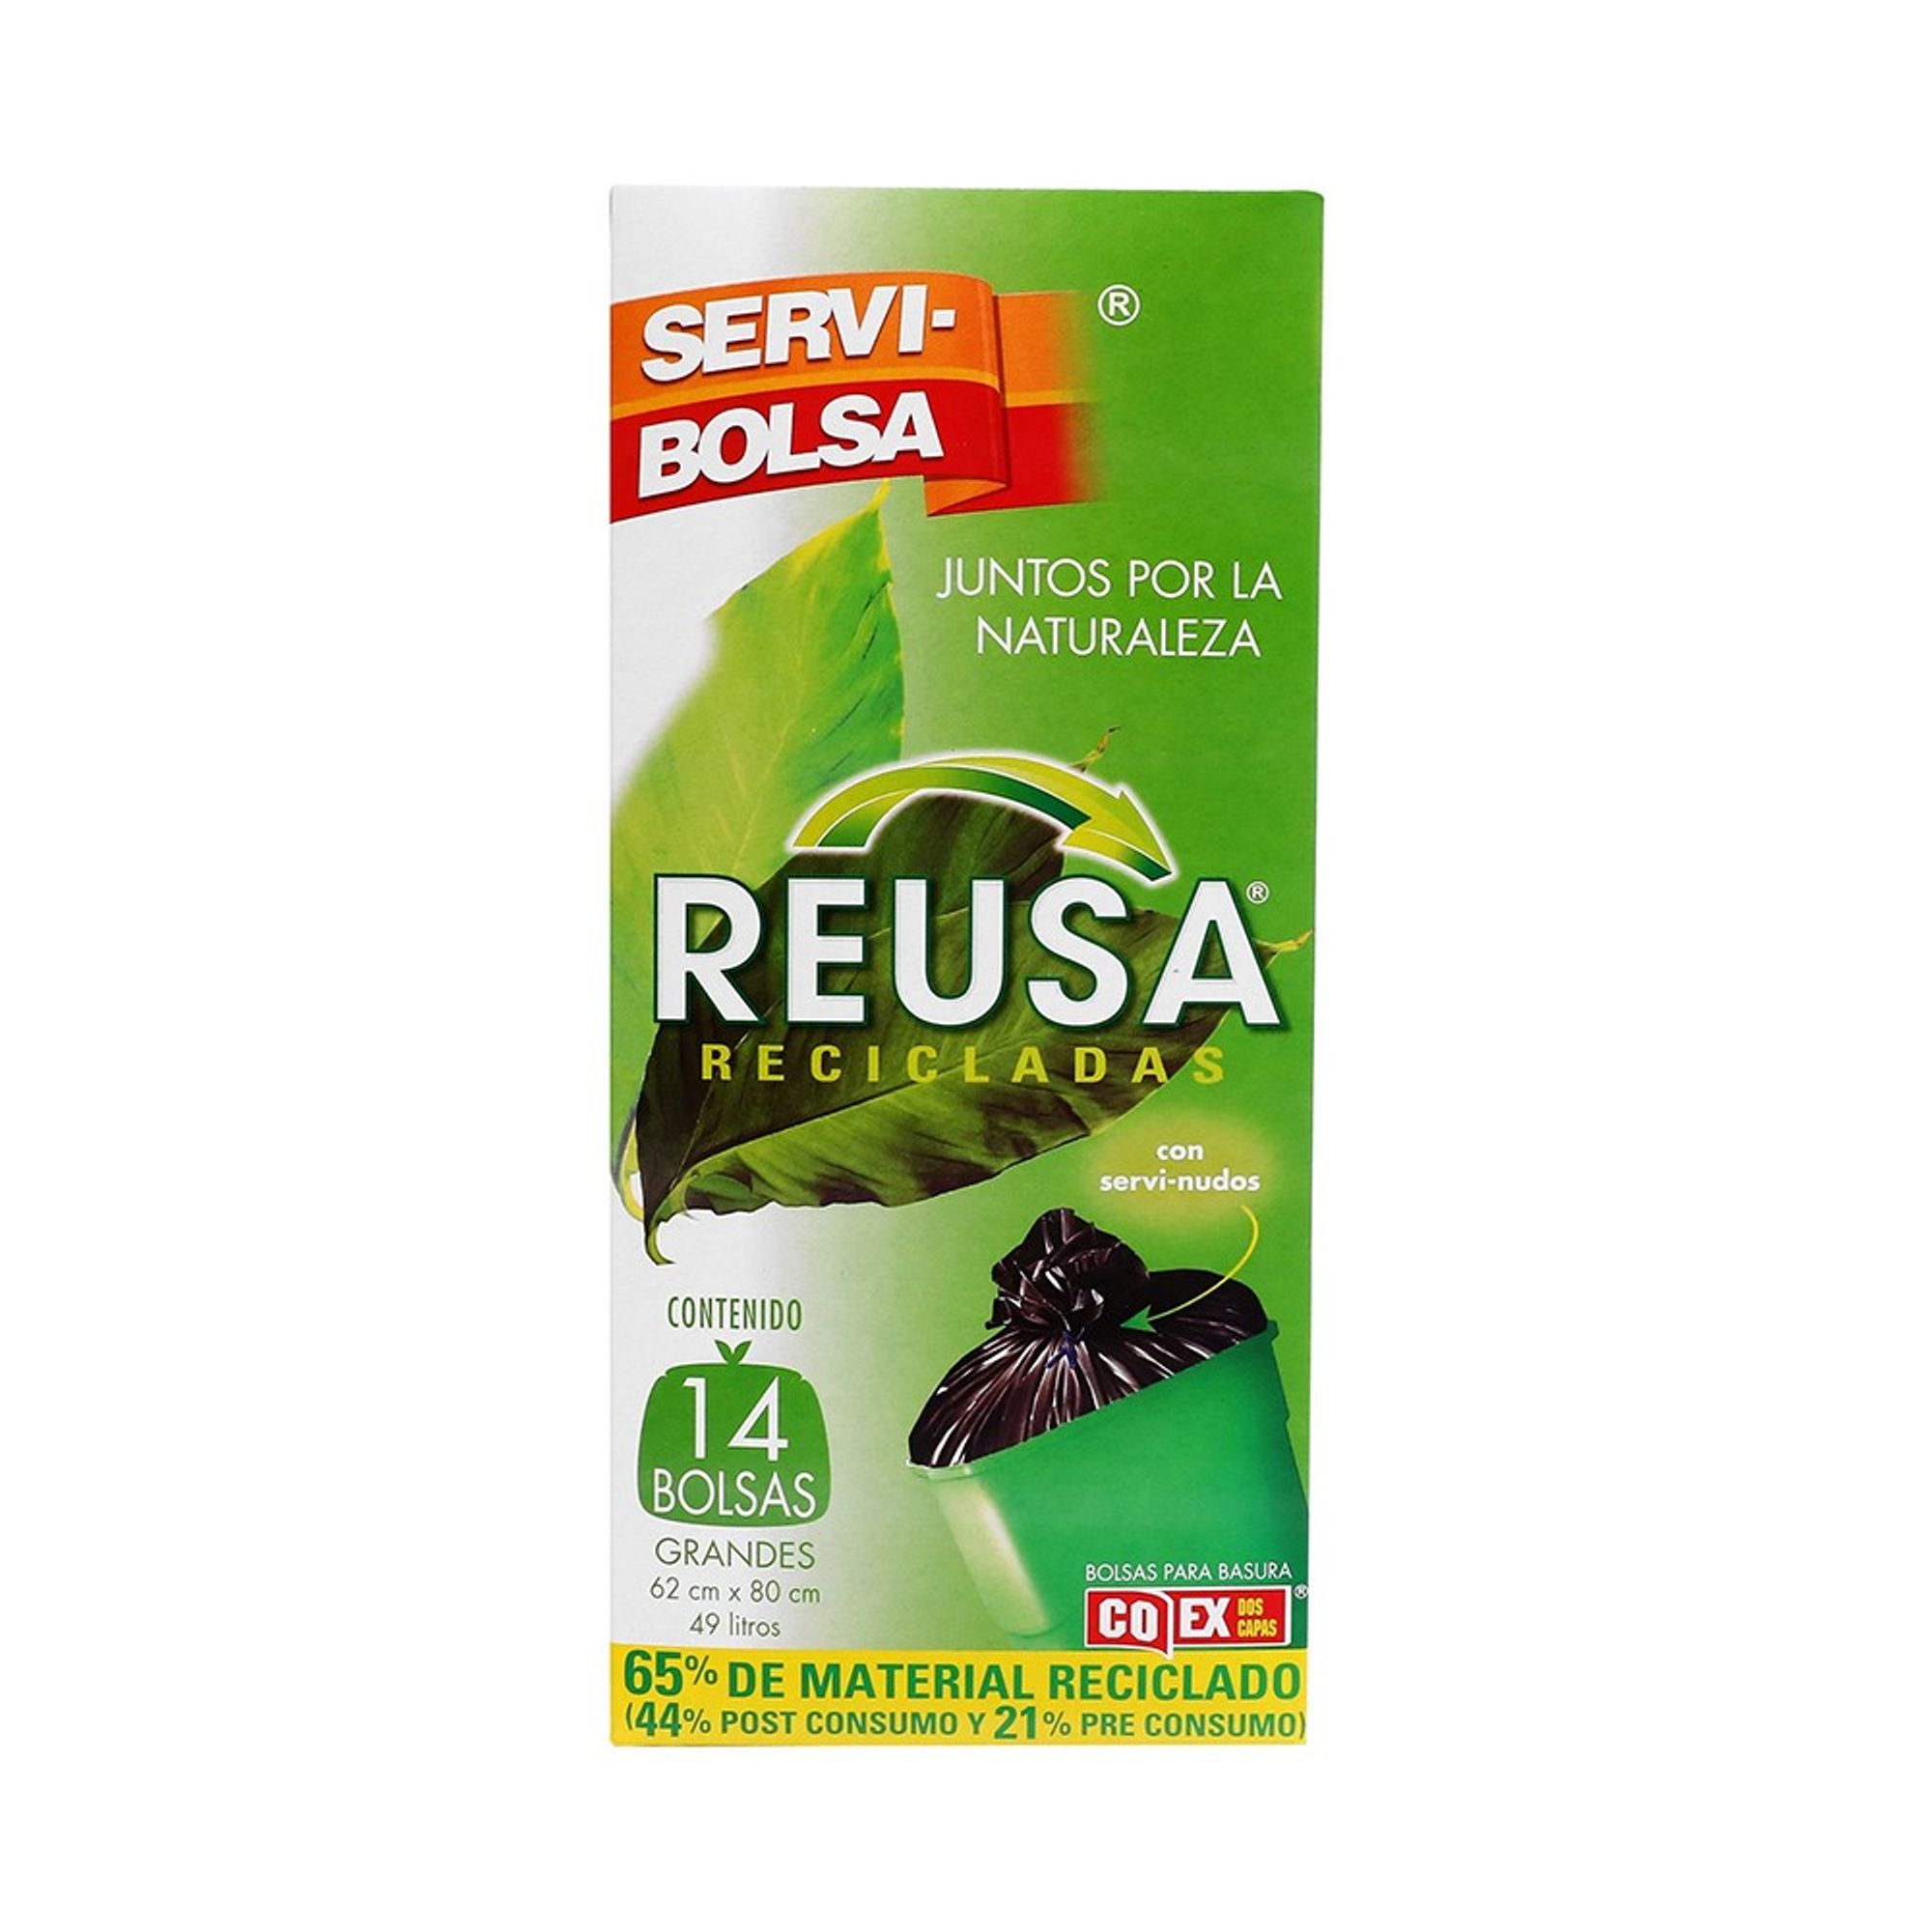 SERVI-
BOLSA
®
JUNTOS POR LA
NATURALEZA
REUSA®
RECICLADAS
con
servi-nudos
CONTENIDO
14
BOLSAS
GRANDES
62 cm x 80 cm
49 litros
BOLSAS PARA BASURA
COEX DOS CAPAS®
65% DE MATERIAL RECICLADO
(44% POST CONSUMO Y 21% PRE CONSUMO)